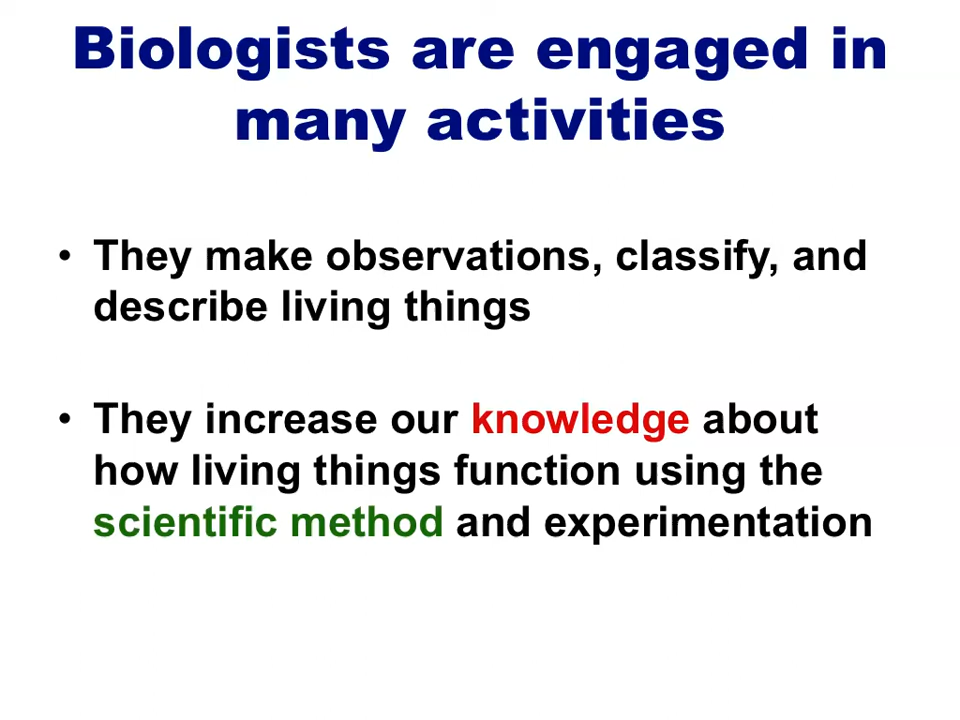 Biologists are engaged in
many activities
• They make observations, classify, and
describe living things
• They increase our knowledge about
how living things function using the
scientific method and experimentation